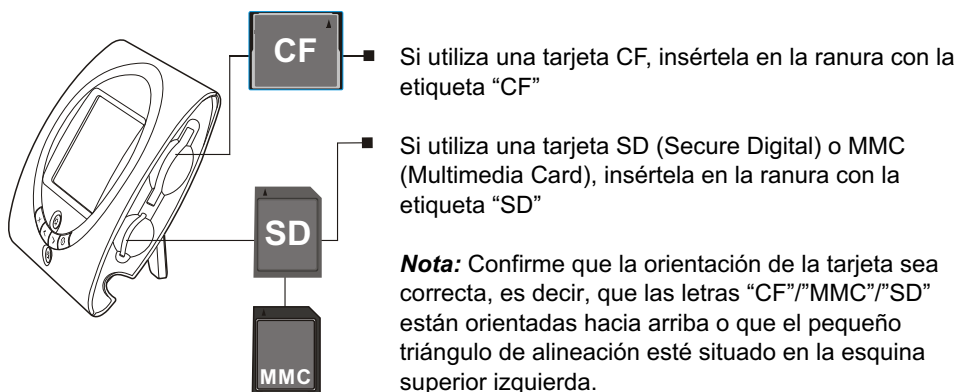 CF
Si utiliza una tarjeta CF, insértela en la ranura con la
etiqueta “CF”
Si utiliza una tarjeta SD (Secure Digital) o MMC
(Multimedia Card), insértela en la ranura con la
etiqueta “SD”
SD
Nota: Confirme que la orientación de la tarjeta sea
correcta, es decir, que las letras “CF”/”MMC”/”SD”
están orientadas hacia arriba o que el pequeño
triángulo de alineación esté situado en la esquina
superior izquierda.
MMC